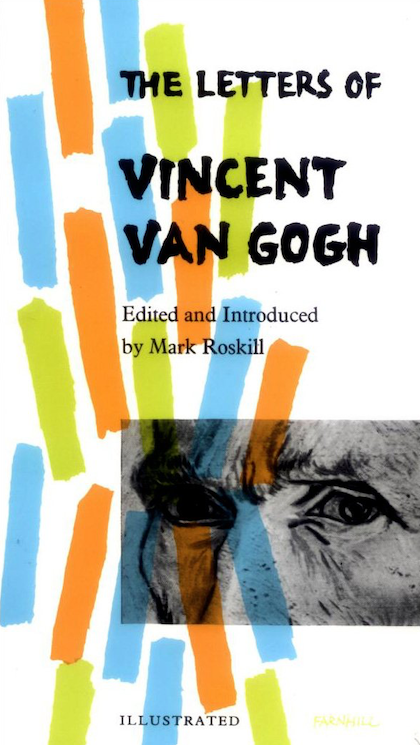 THE LETTERS OF
VINCENT
VAN GOGH
Edited and Introduced
by Mark Roskill
ILLUSTRATED
FARNHILL